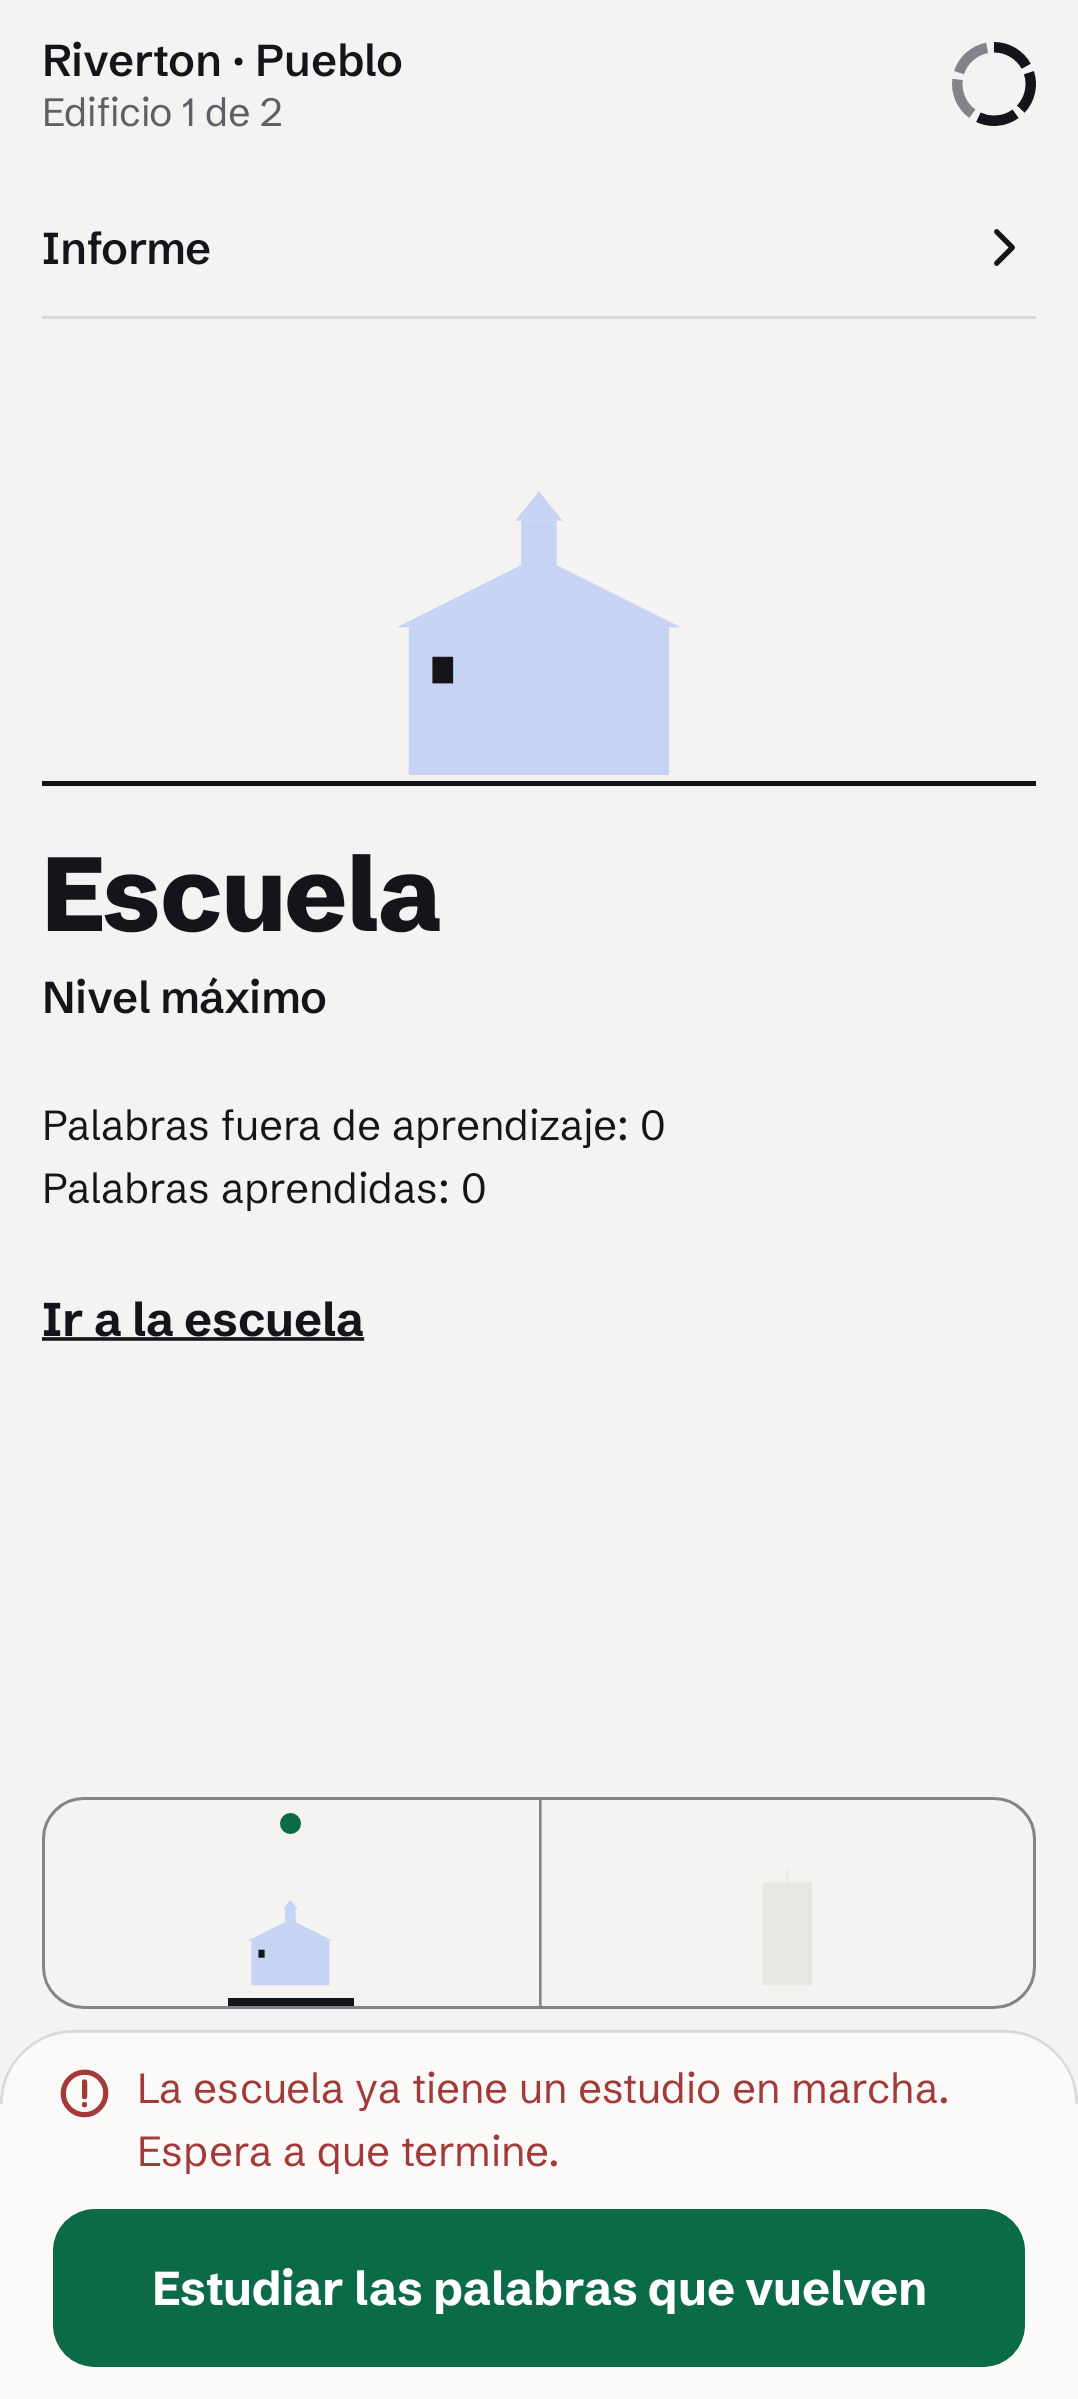 Riverton · Pueblo
Edificio 1 de 2
Informe
Escuela
Nivel máximo
Palabras fuera de aprendizaje: 0
Palabras aprendidas: 0
Ir a la escuela
La escuela ya tiene un estudio en marcha.
Espera a que termine.
Estudiar las palabras que vuelven